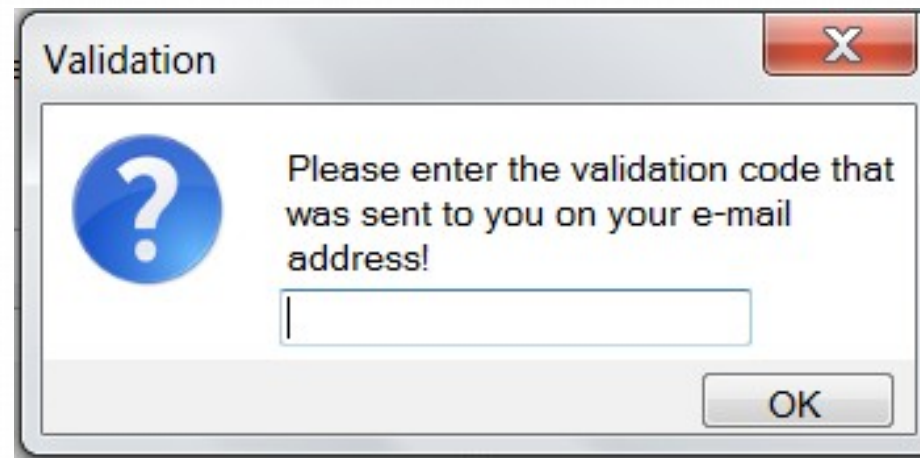 Validation
Please enter the validation code that
was sent to you on your e-mail
address!
OK